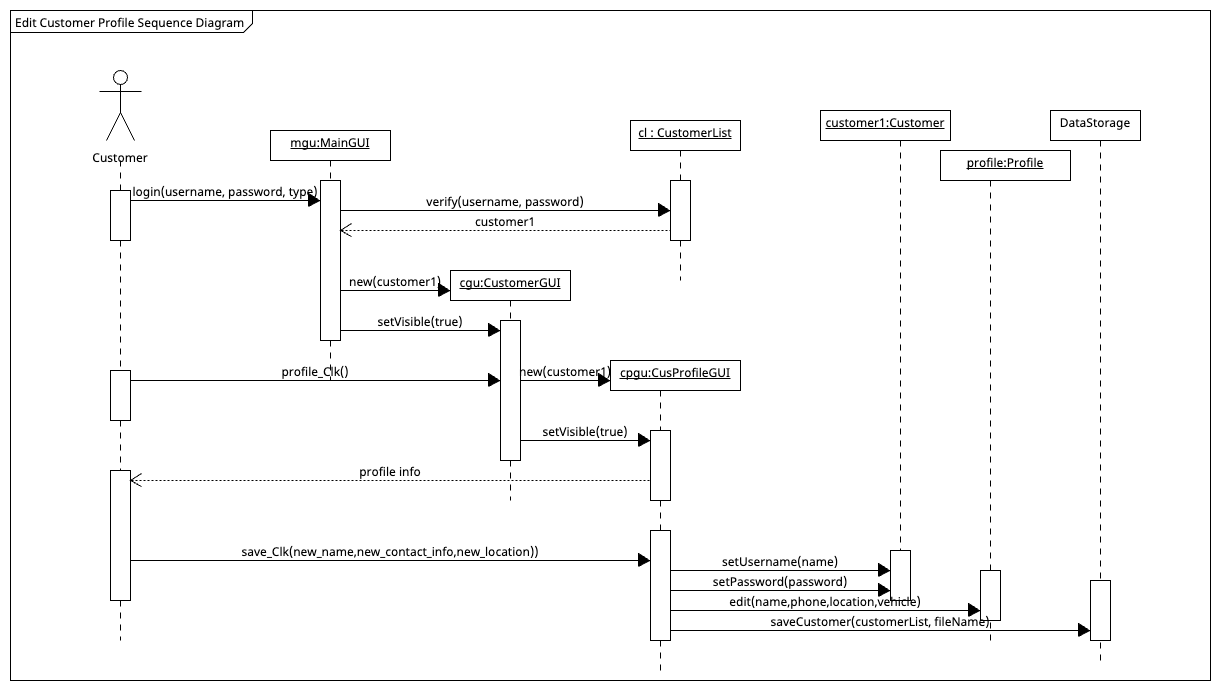 Edit Customer Profile Sequence Diagram
Customer
mgu:MainGUI
cl : CustomerList
customer1:Customer
DataStorage
profile:Profile
login(username, password, type)
verify(username, password)
customer1
new(customer1)
cgu:CustomerGUI
setVisible(true)
profile_Clk()
new(customer1)
cpgu:CusProfileGUI
setVisible(true)
profile info
save_Clk(new_name,new_contact_info,new_location))
setUsername(name)
setPassword(password)
edit(name,phone,location,vehicle)
saveCustomer(customerList, fileName)